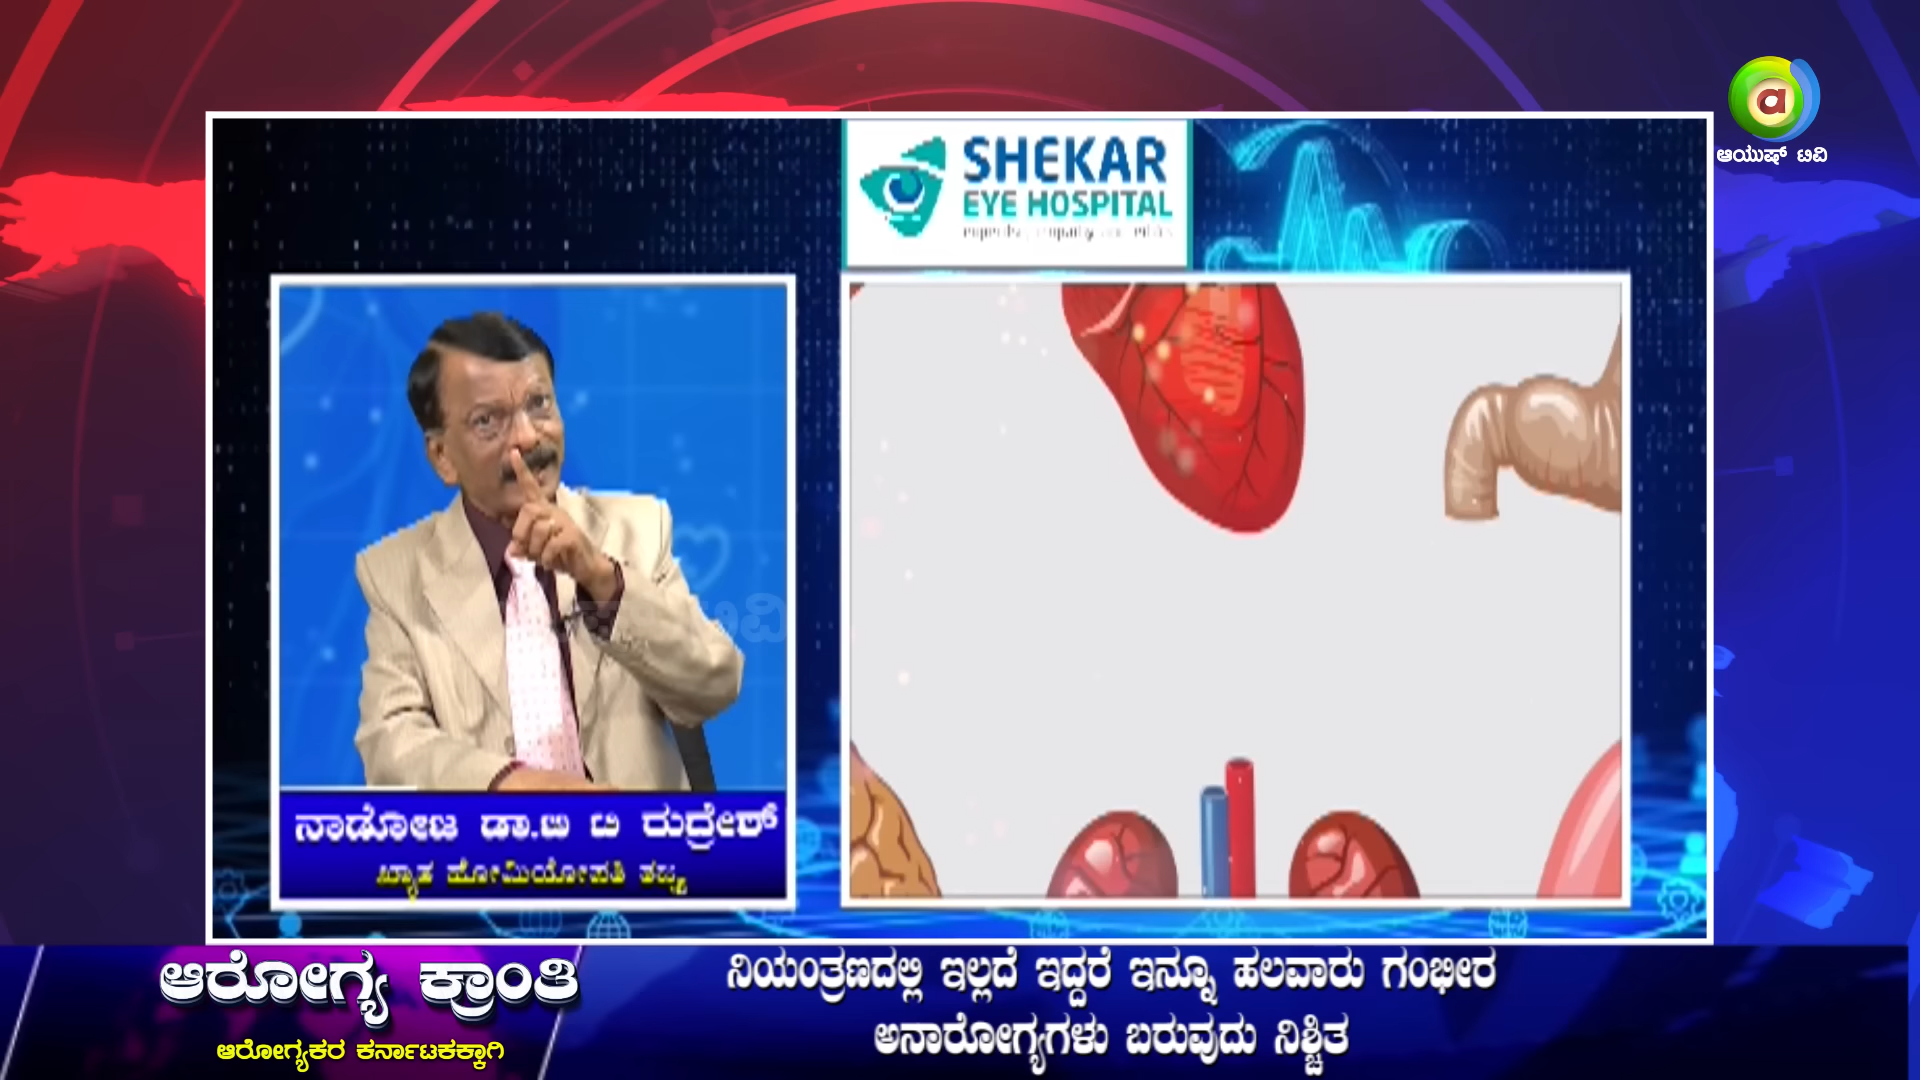 SHEKAR
EYE HOSPITAL
ಆಯುಷ್ ಟಿವಿ
ನಾಡೋಜ ಡಾ.ಟಿ ಬಿ ರುದ್ರೇಶ್
ಖ್ಯಾತ ಹೋಮಿಯೋಪತಿ ತಜ್ಞ
ಆರೋಗ್ಯ ಕ್ರಾಂತಿ
ಆರೋಗ್ಯಕರ ಕರ್ನಾಟಕಕ್ಕಾಗಿ
ನಿಯಂತ್ರಣದಲ್ಲಿ ಇಲ್ಲದೆ ಇದ್ದರೆ ಇನ್ನೂ ಹಲವಾರು ಗಂಭೀರ
ಅನಾರೋಗ್ಯಗಳು ಬರುವುದು ನಿಶ್ಚಿತ